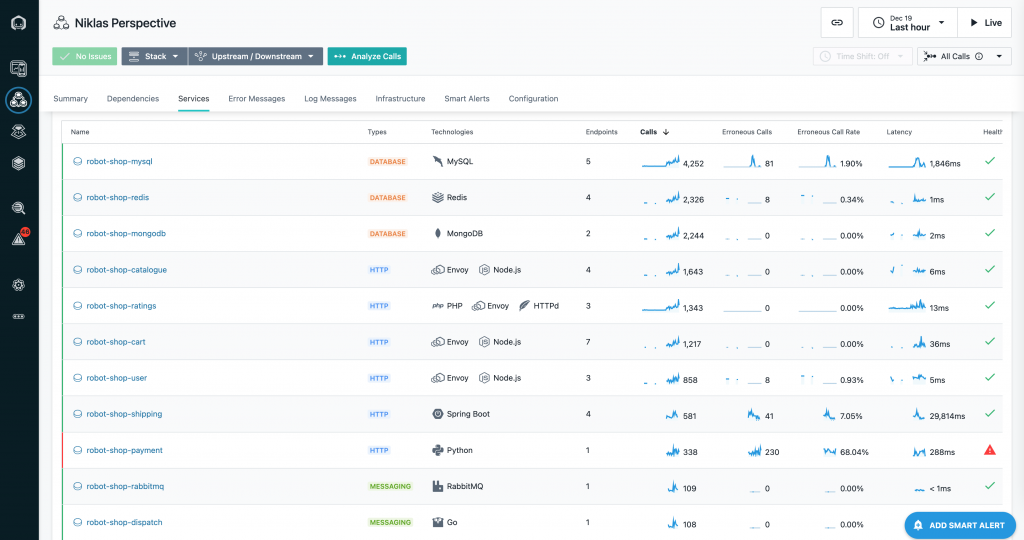 Niklas Perspective
Dec 19
Last hour
Live
No Issues
Stack
Upstream / Downstream
Analyze Calls
Time Shift: Off
All Calls
Summary Dependencies Services Error Messages Log Messages Infrastructure Smart Alerts Configuration
Name Types Technologies Endpoints Calls Erroneous Calls Erroneous Call Rate Latency Health
robot-shop-mysql DATABASE MySQL 5 4,252 81 1.90% 1,846ms
robot-shop-redis DATABASE Redis 4 2,326 8 0.34% 1ms
robot-shop-mongodb DATABASE MongoDB 2 2,244 0 0.00% 2ms
robot-shop-catalogue HTTP Envoy Node.js 4 1,643 0 0.00% 6ms
robot-shop-ratings HTTP php PHP Envoy HTTPd 3 1,343 0 0.00% 13ms
robot-shop-cart HTTP Envoy Node.js 7 1,217 0 0.00% 36ms
robot-shop-user HTTP Envoy Node.js 3 858 8 0.93% 5ms
robot-shop-shipping HTTP Spring Boot 4 581 41 7.05% 29,814ms
robot-shop-payment HTTP Python 1 338 230 68.04% 288ms
robot-shop-rabbitmq MESSAGING RabbitMQ 1 109 0 0.00% < 1ms
robot-shop-dispatch MESSAGING Go 1 108 0 0.00%
ADD SMART ALERT